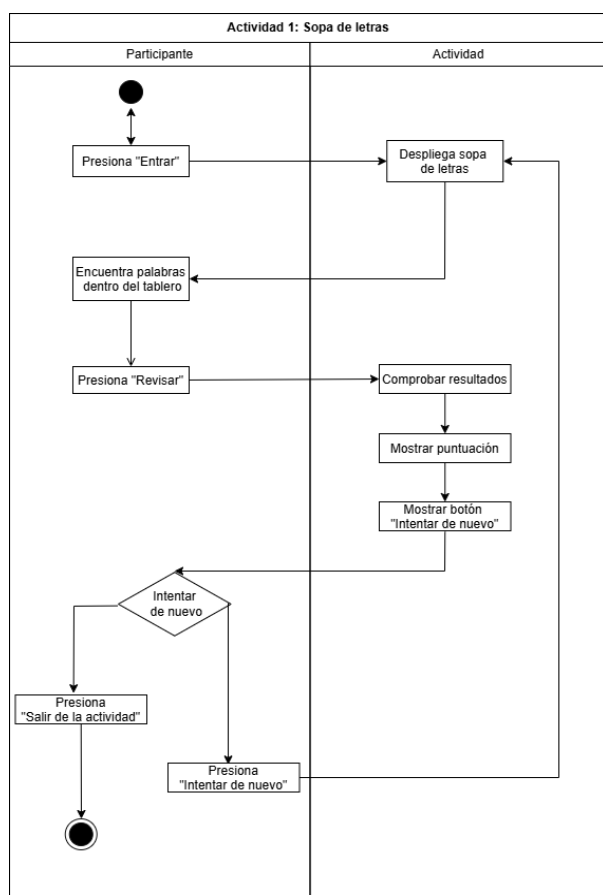 Actividad 1: Sopa de letras
Participante
Actividad
Presiona "Entrar"
Despliega sopa
de letras
Encuentra palabras
dentro del tablero
Presiona "Revisar"
Comprobar resultados
Mostrar puntuación
Mostrar botón
"Intentar de nuevo"
Intentar
de nuevo
Presiona
"Salir de la actividad"
Presiona
"Intentar de nuevo"